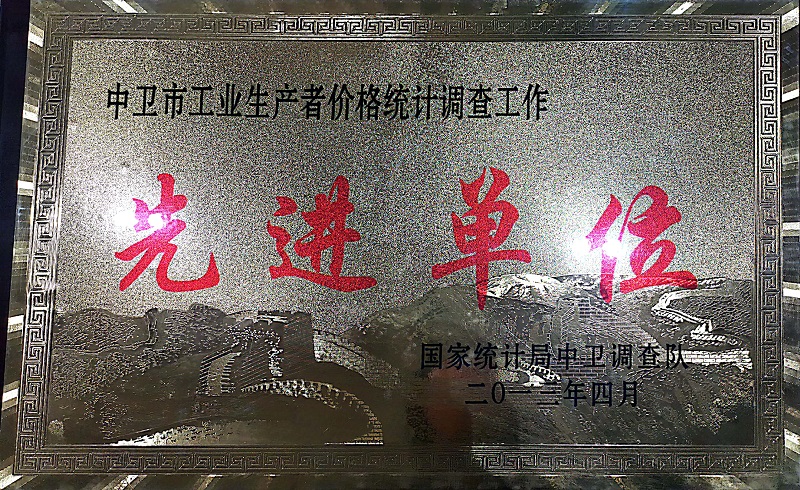 中卫市工业生产者价格统计调查工作
先进单位
国家统计局中卫调查队
二0一三年四月